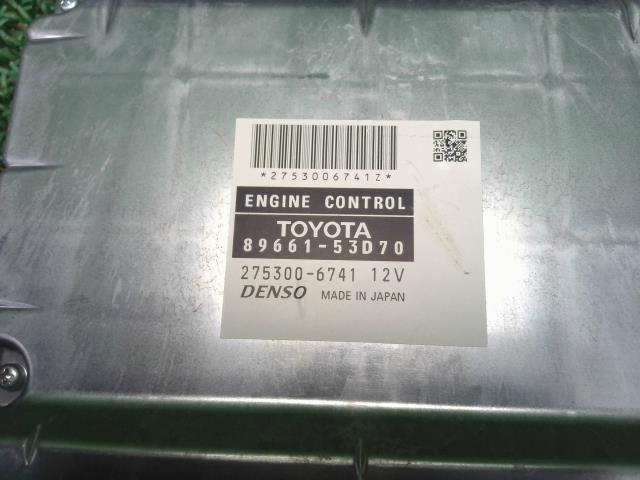 *2753006741Z*
ENGINE CONTROL
TOYOTA
89661-53D70
275300-6741 12V
DENSO MADE IN JAPAN